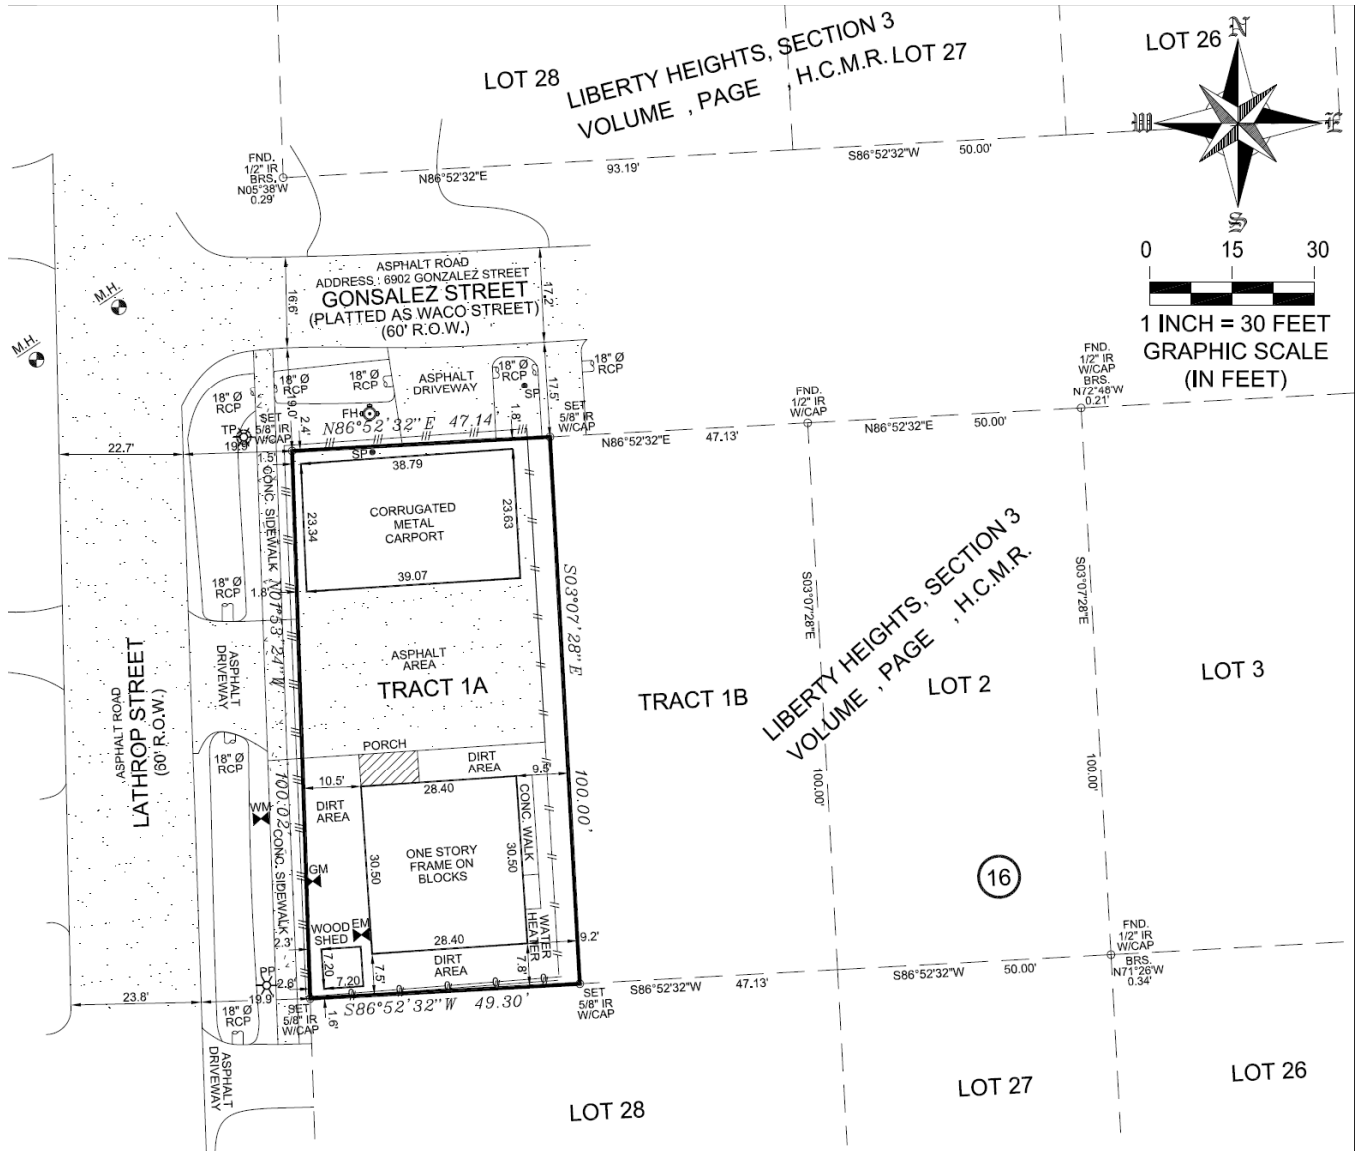 LOT 28
LIBERTY HEIGHTS, SECTION 3
VOLUME , PAGE , H.C.M.R.
LOT 27
LOT 26
N
W
E
S
FND.
1/2" IR
BRS.
N05°38'W
0.29'
N86°52'32"E
93.19'
S86°52'32"W
50.00'
0 15 30
1 INCH = 30 FEET
GRAPHIC SCALE
(IN FEET)
M.H.
M.H.
ASPHALT ROAD
ADDRESS : 6902 GONZALEZ STREET
GONSALEZ STREET
(PLATTED AS WACO STREET)
(60' R.O.W.)
16.6'
17.2'
18" Ø
RCP
18" Ø
RCP
18" Ø
RCP
ASPHALT
DRIVEWAY
18" Ø
RCP
18" Ø
RCP
SP
17.5'
19.0'
2.4'
1.8'
FH
TP
SET
5/8" IR
W/CAP
SET
5/8" IR
W/CAP
N86°52'32"E 47.14'
22.7'
19.9'
1.5'
SP
N86°52'32"E
47.13'
FND.
1/2" IR
W/CAP
N86°52'32"E
50.00'
FND.
1/2" IR
W/CAP
BRS.
N72°48'W
0.21'
38.79
CORRUGATED
METAL
CARPORT
23.34
23.63
39.07
CONC. SIDEWALK
18" Ø
RCP
1.8'
N01°53'24"W
100.02'
S03°07'28"E
100.00'
S03°07'28"E
100.00'
S03°07'28"E
100.00'
ASPHALT
AREA
TRACT 1A
TRACT 1B
LIBERTY HEIGHTS, SECTION 3
VOLUME , PAGE , H.C.M.R.
LOT 2
LOT 3
ASPHALT ROAD
LATHROP STREET
(60' R.O.W.)
ASPHALT
DRIVEWAY
18" Ø
RCP
PORCH
DIRT
AREA
9.5'
10.5'
28.40
DIRT
AREA
WM
CONC. WALK
ONE STORY
FRAME ON
BLOCKS
30.50
30.50
GM
CONC. SIDEWALK
16
WOOD
SHED
EM
2.3'
28.40
WATER
HEATER
9.2'
7.20
7.20
7.5'
DIRT
AREA
7.8'
PP
2.6'
23.8'
19.9'
18" Ø
RCP
SET
5/8" IR
W/CAP
1.6'
S86°52'32"W 49.30'
SET
5/8" IR
W/CAP
S86°52'32"W
47.13'
S86°52'32"W
50.00'
FND.
1/2" IR
W/CAP
BRS.
N71°26'W
0.34'
ASPHALT
DRIVEWAY
LOT 28
LOT 27
LOT 26